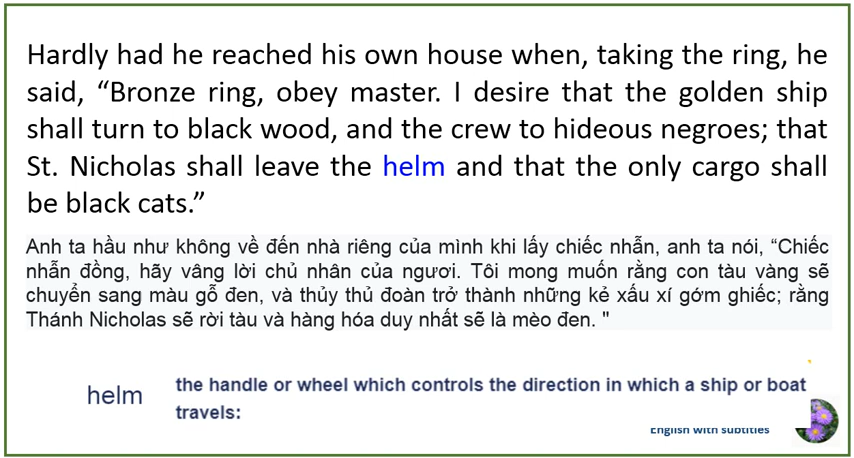 Hardly had he reached his own house when, taking the ring, he
said, “Bronze ring, obey master. I desire that the golden ship
shall turn to black wood, and the crew to hideous negroes; that
St. Nicholas shall leave the helm and that the only cargo shall
be black cats.”
Anh ta hầu như không về đến nhà riêng của mình khi lấy chiếc nhẫn, anh ta nói, “Chiếc
nhẫn đồng, hãy vâng lời chủ nhân của ngươi. Tôi mong muốn rằng con tàu vàng sẽ
chuyển sang màu gỗ đen, và thủy thủ đoàn trở thành những kẻ xấu xí gớm ghiếc; rằng
Thánh Nicholas sẽ rời tàu và hàng hóa duy nhất sẽ là mèo đen. "
helm
the handle or wheel which controls the direction in which a ship or boat
travels:
English with subtitles